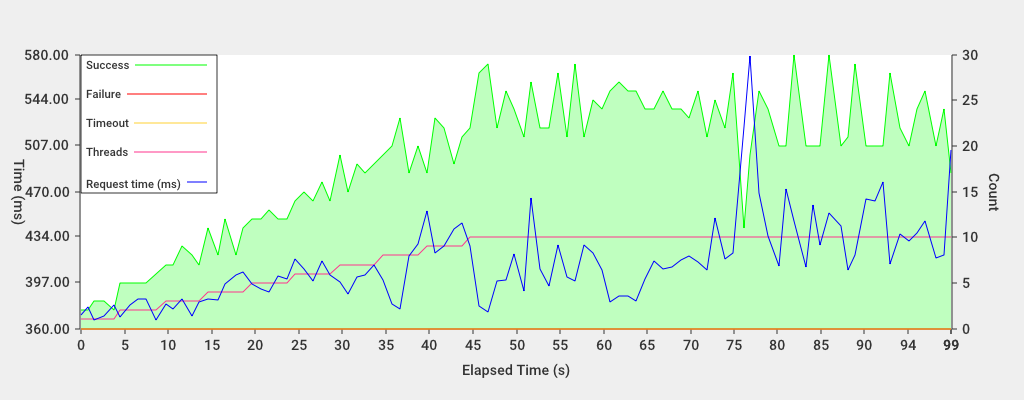 580.00
544.00
507.00
470.00
434.00
397.00
360.00
Time (ms)
Success
Failure
Timeout
Threads
Request time (ms)
30
25
20
15
10
5
0
Count
0 5 10 15 20 25 30 35 40 45 50 55 60 65 70 75 80 85 90 94 99
Elapsed Time (s)